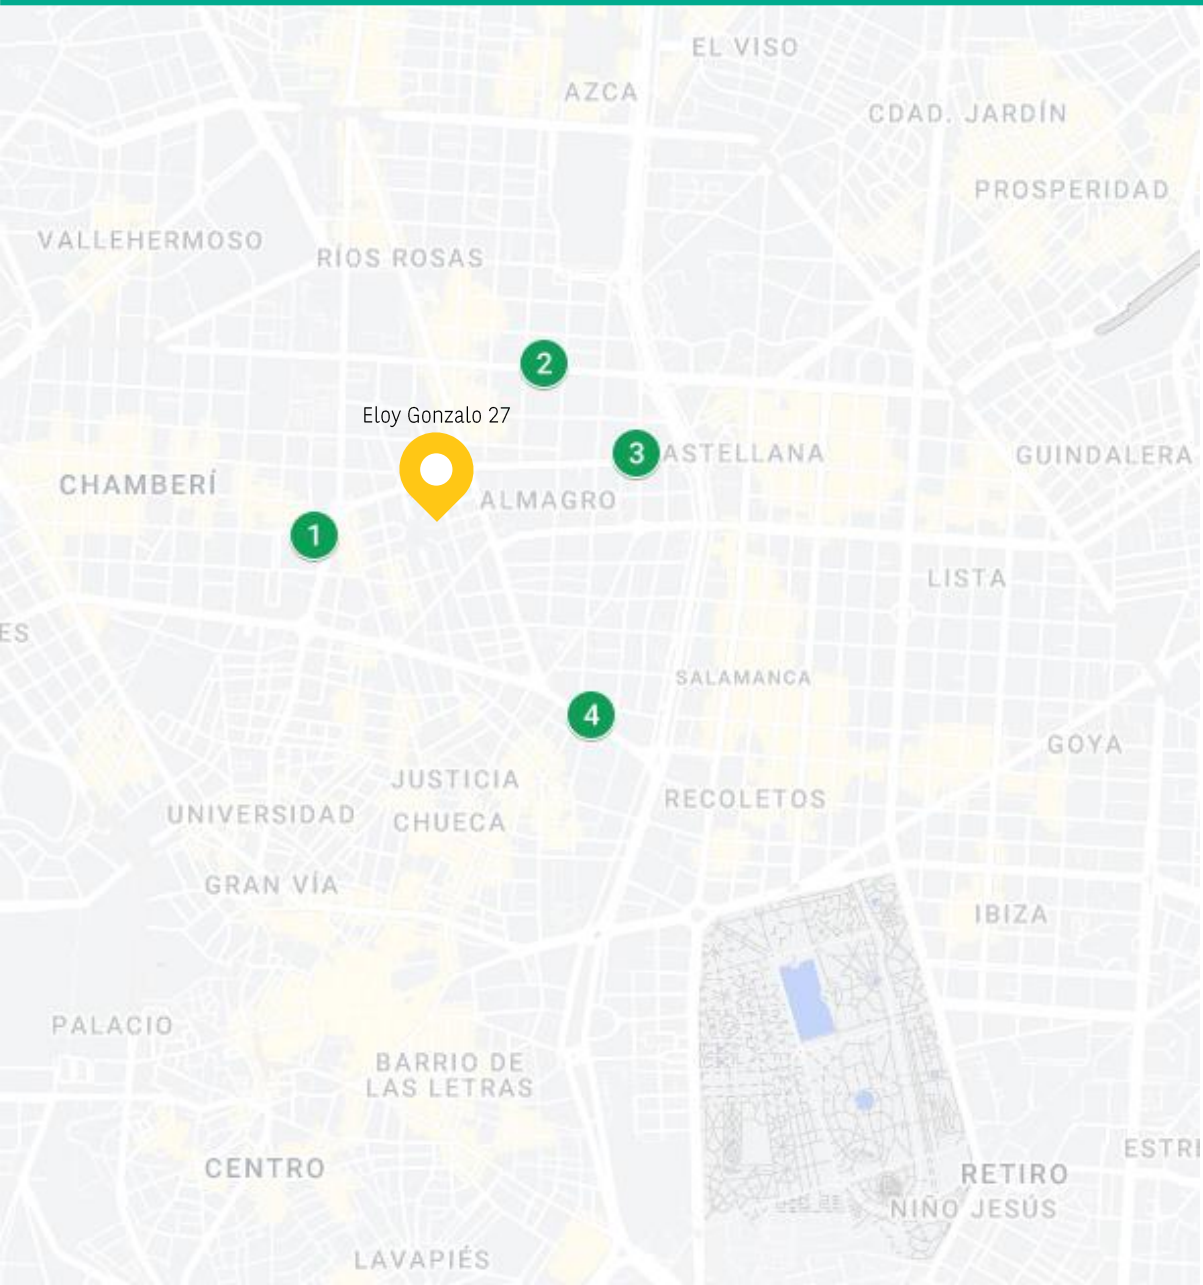 EL VISO
AZCA
CDAD. JARDÍN
PROSPERIDAD
VALLEHERMOSO
RÍOS ROSAS
2
Eloy Gonzalo 27
3
ASTELLANA
GUINDALERA
CHAMBERÍ
ALMAGRO
1
LISTA
ES
SALAMANCA
4
GOYA
JUSTICIA
RECOLETOS
UNIVERSIDAD
CHUECA
GRAN VÍA
IBIZA
PALACIO
BARRIO DE
LAS LETRAS
ESTRE
CENTRO
RETIRO
NIÑO JESÚS
LAVAPIÉS